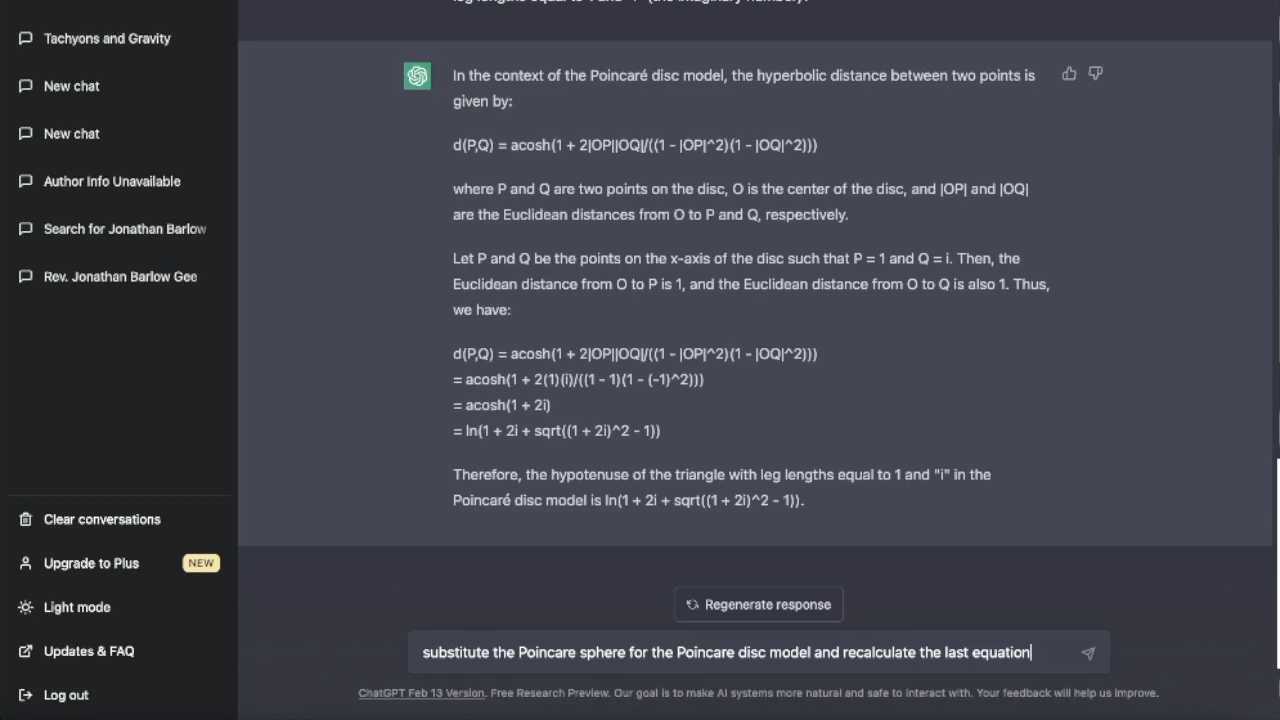 Tachyons and Gravity
New chat
New chat
Author Info Unavailable
Search for Jonathan Barlow
Rev. Jonathan Barlow Gee
Clear conversations
Upgrade to Plus NEW
Light mode
Updates & FAQ
Log out
In the context of the Poincaré disc model, the hyperbolic distance between two points is
given by:
d(P,Q) = acosh(1 + 2|OP||OQ|/((1 - |OP|^2)(1 - |OQ|^2)))
where P and Q are two points on the disc, O is the center of the disc, and |OP| and |OQ|
are the Euclidean distances from O to P and Q, respectively.
Let P and Q be the points on the x-axis of the disc such that P = 1 and Q = i. Then, the
Euclidean distance from O to P is 1, and the Euclidean distance from O to Q is also 1. Thus,
we have:
d(P,Q) = acosh(1 + 2|OP||OQ|/((1 - |OP|^2)(1 - |OQ|^2)))
= acosh(1 + 2(1)(i)/((1 - 1)(1 - (-1)^2)))
= acosh(1 + 2i)
= ln(1 + 2i + sqrt((1 + 2i)^2 - 1))
Therefore, the hypotenuse of the triangle with leg lengths equal to 1 and "i" in the
Poincaré disc model is ln(1 + 2i + sqrt((1 + 2i)^2 - 1)).
Regenerate response
substitute the Poincare sphere for the Poincare disc model and recalculate the last equation
ChatGPT Feb 13 Version. Free Research Preview. Our goal is to make AI systems more natural and safe to interact with. Your feedback will help us improve.